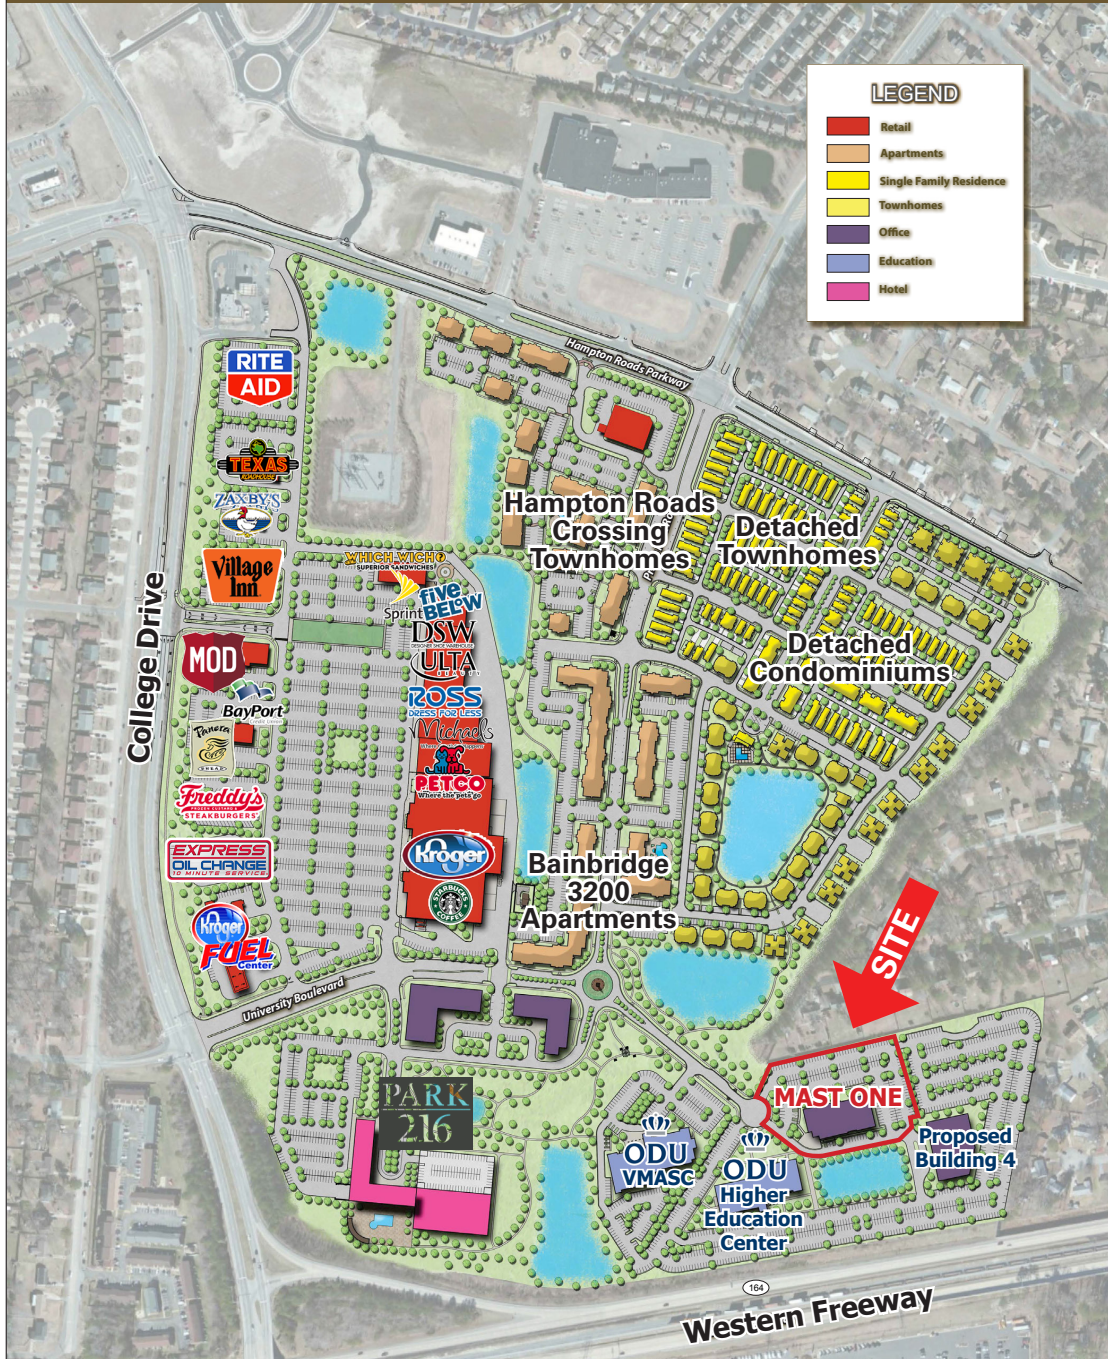 LEGEND
Retail
Apartments
Single Family Residence
Townhomes
Office
Education
Hotel
Hampton Roads Parkway
RITE
AID
TEXAS
ROADHOUSE
ZAXBY'S
Village
Inn
College Drive
MOD
BayPort
Credit Union
Panera
BREAD
Freddy's
FROZEN CUSTARD &
STEAKBURGERS
EXPRESS
OIL CHANGE
10 MINUTE SERVICE
Kroger
FUEL
Center
University Boulevard
WHICH WICH
SUPERIOR SANDWICHES
Sprint
five
BELOW
DSW
DESIGNER SHOE WAREHOUSE
ULTA
BEAUTY
ROSS
DRESS FOR LESS
Michaels
PETCO
Where the pets go
Kroger
STARBUCKS
COFFEE
Hampton Roads
Crossing
Townhomes
Detached
Townhomes
Detached
Condominiums
Bainbridge
3200
Apartments
SITE
MAST ONE
Proposed
Building 4
PARK
216
ODU
VMASC
ODU
Higher
Education
Center
164
Western Freeway